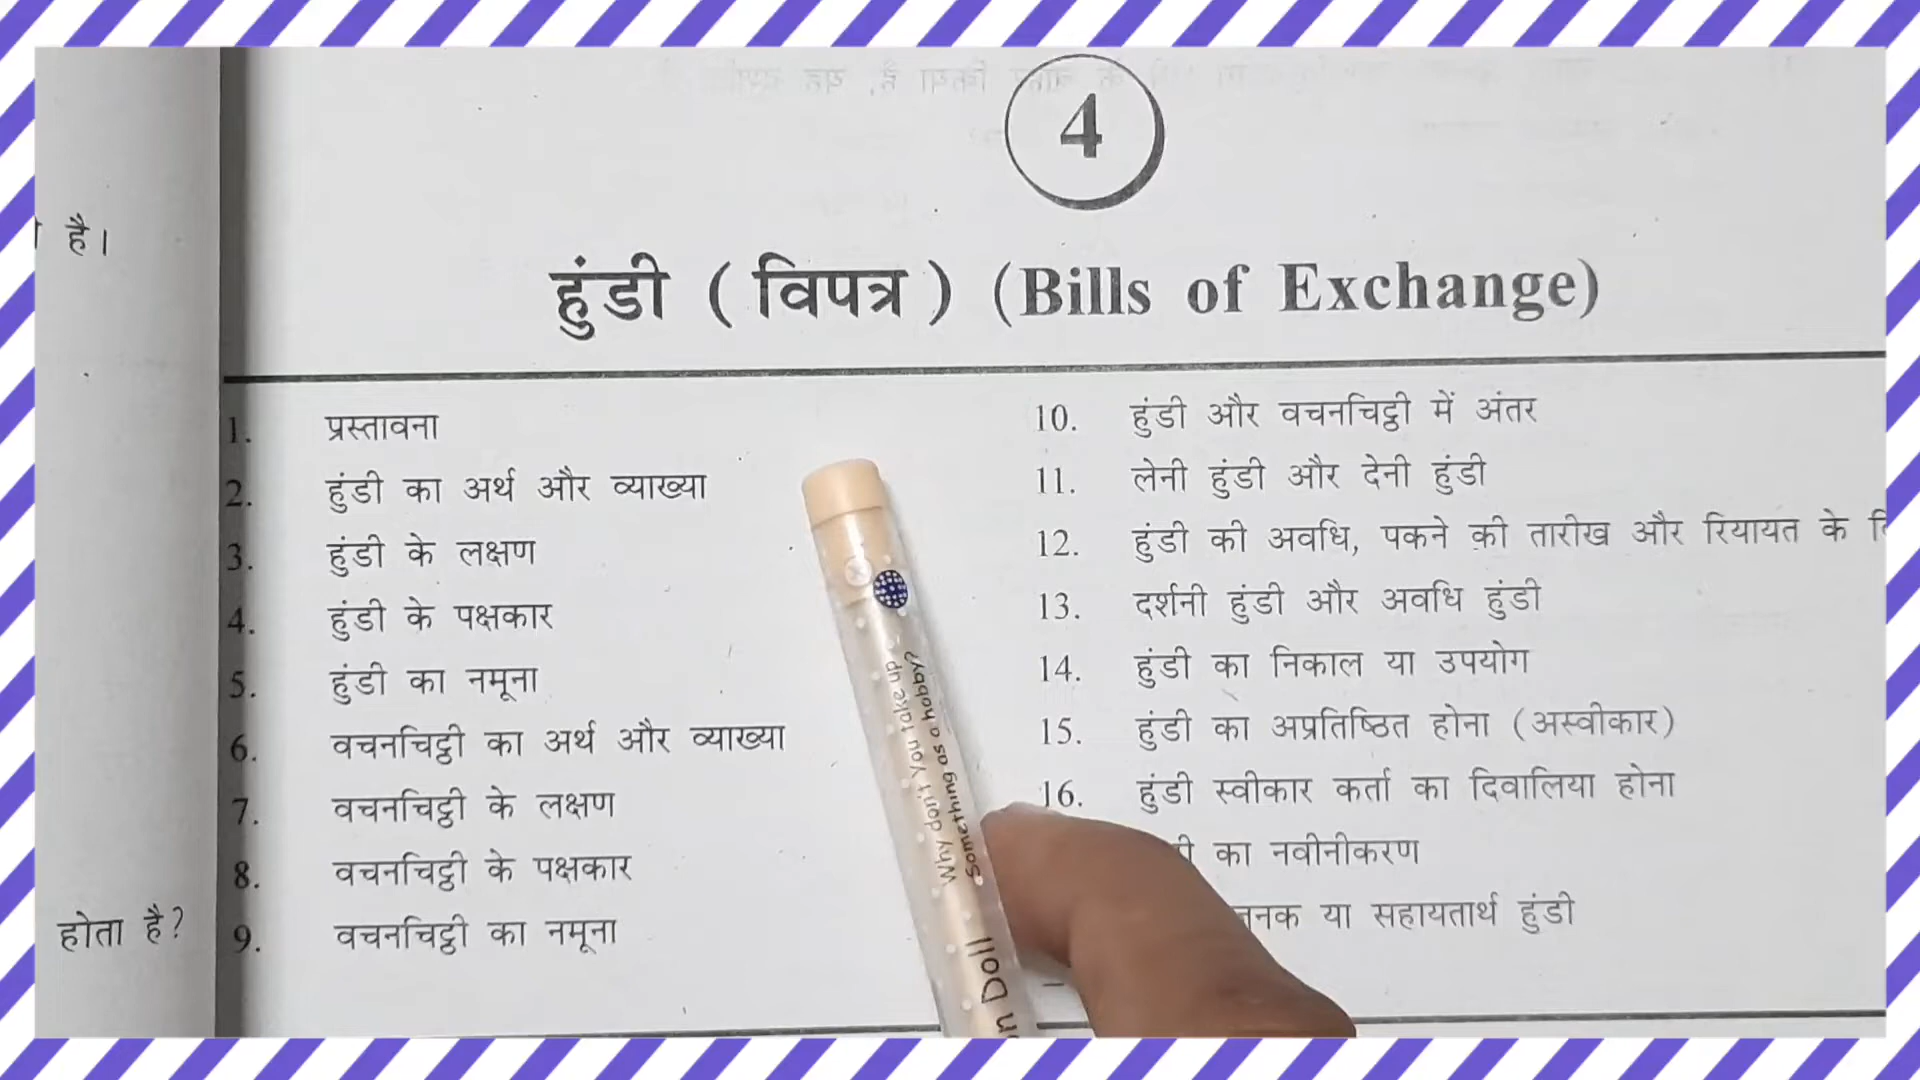 4
है।
हुंडी ( विपत्र ) (Bills of Exchange)
1. प्रस्तावना
2. हुंडी का अर्थ और व्याख्या
3. हुंडी के लक्षण
4. हुंडी के पक्षकार
5. हुंडी का नमूना
6. वचनचिट्ठी का अर्थ और व्याख्या
7. वचनचिट्ठी के लक्षण
8. वचनचिट्ठी के पक्षकार
9. वचनचिट्ठी का नमूना
होता है?
10. हुंडी और वचनचिट्ठी में अंतर
11. लेनी हुंडी और देनी हुंडी
12. हुंडी की अवधि, पकने की तारीख और रियायत के
13. दर्शनी हुंडी और अवधि हुंडी
14. हुंडी का निकाल या उपयोग
15. हुंडी का अप्रतिष्ठित होना (अस्वीकार)
16. हुंडी स्वीकार कर्ता का दिवालिया होना
का नवीनीकरण
या सहायतार्थ हुंडी
Why don't You take up
Something as a hobby?
Doll